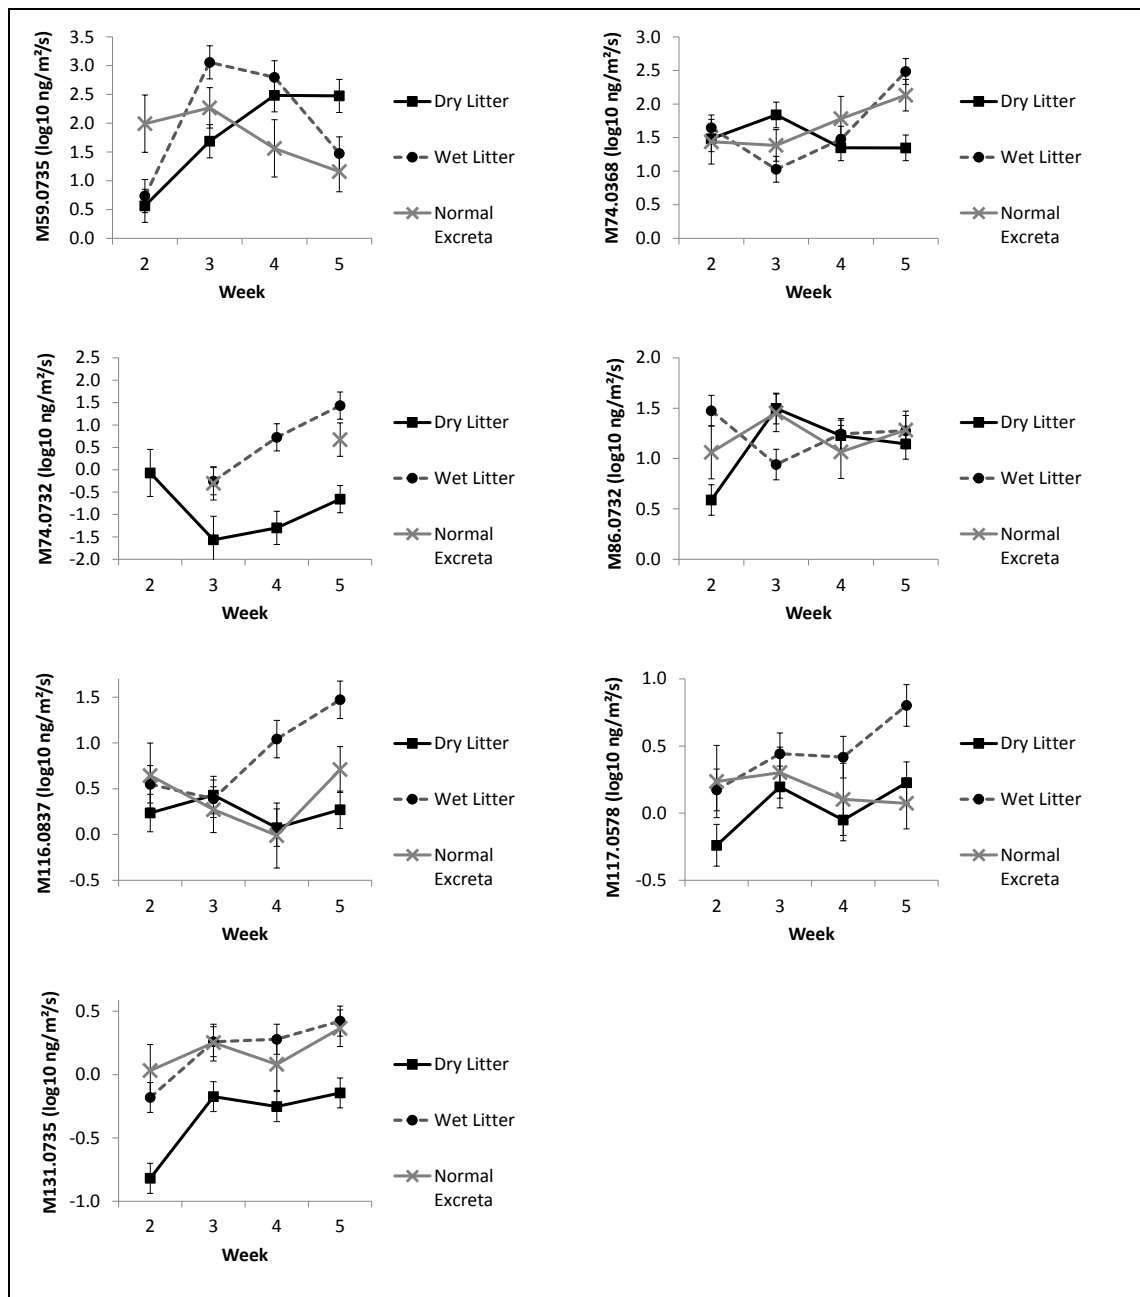 M59.0735 (log10 ng/m²/s)
3.5
3.0
2.5
2.0
1.5
1.0
0.5
0.0
2 3 4 5
Week
Dry Litter
Wet Litter
Normal
Excreta
M74.0368 (log10 ng/m²/s)
3.0
2.5
2.0
1.5
1.0
0.5
0.0
2 3 4 5
Week
Dry Litter
Wet Litter
Normal
Excreta
M74.0732 (log10 ng/m²/s)
2.5
2.0
1.5
1.0
0.5
0.0
-0.5
-1.0
-1.5
-2.0
2 3 4 5
Week
Dry Litter
Wet Litter
Normal
Excreta
M86.0732 (log10 ng/m²/s)
2.0
1.5
1.0
0.5
0.0
2 3 4 5
Week
Dry Litter
Wet Litter
Normal
Excreta
M116.0837 (log10 ng/m²/s)
1.5
1.0
0.5
0.0
-0.5
2 3 4 5
Week
Dry Litter
Wet Litter
Normal
Excreta
M117.0578 (log10 ng/m²/s)
1.0
0.5
0.0
-0.5
2 3 4 5
Week
Dry Litter
Wet Litter
Normal
Excreta
M131.0735 (log10 ng/m²/s)
0.5
0.0
-0.5
-1.0
2 3 4 5
Week
Dry Litter
Wet Litter
Normal
Excreta